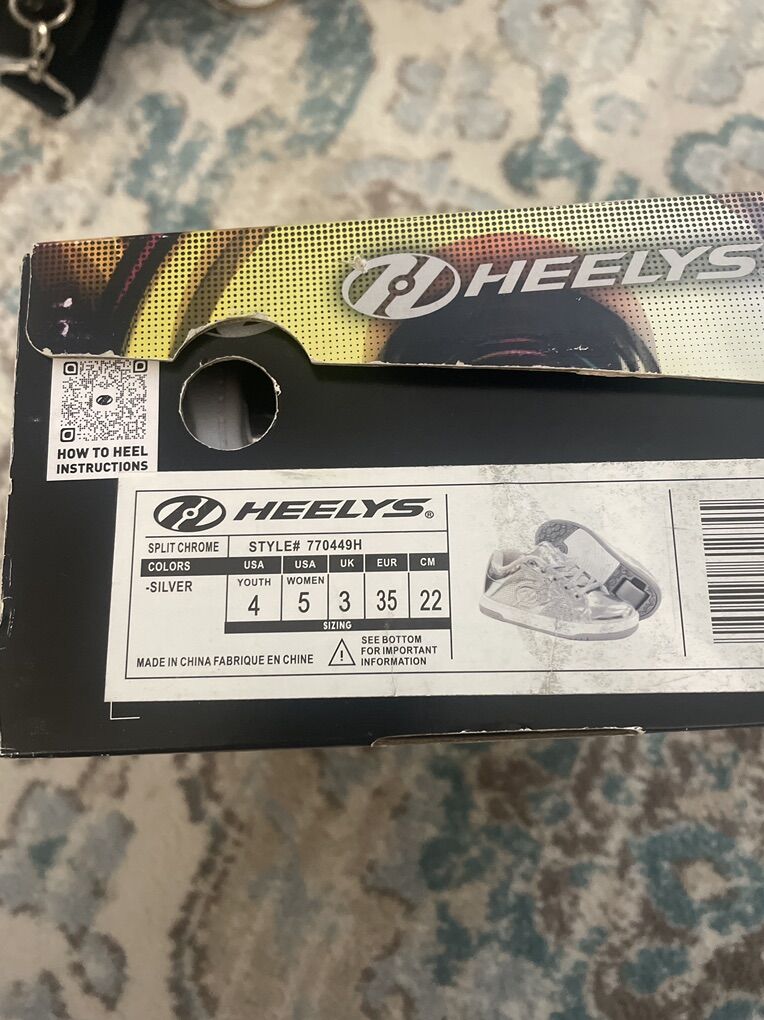 HEELYS
HOW TO HEEL
INSTRUCTIONS
HEELYS®
SPLIT CHROME STYLE# 770449H
COLORS USA USA UK EUR CM
-SILVER YOUTH WOMEN
4 5 3 35 22
SIZING
MADE IN CHINA FABRIQUE EN CHINE
SEE BOTTOM
FOR IMPORTANT
INFORMATION